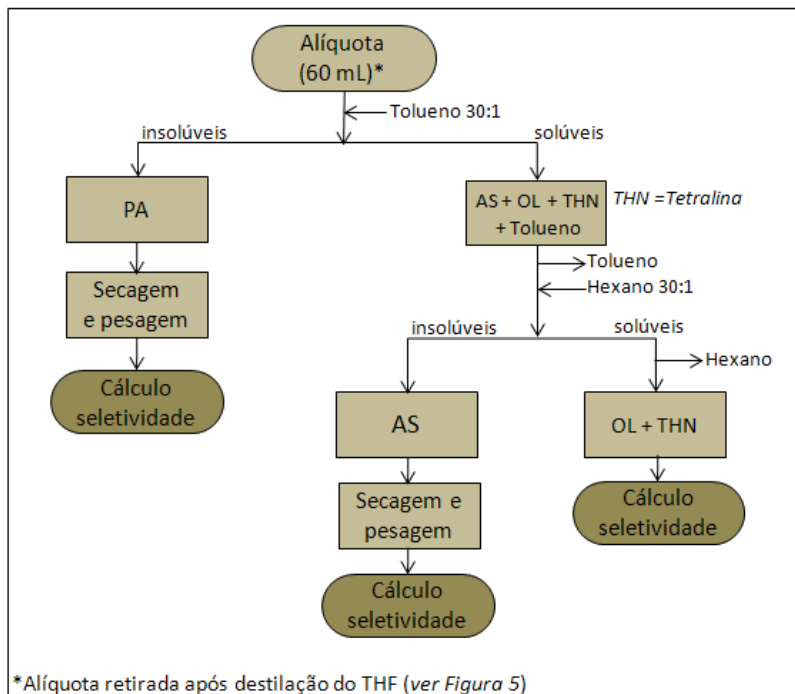 Alíquota
(60 mL)*
Tolueno 30:1
insolúveis
solúveis
PA
AS + OL + THN
+ Tolueno
THN =Tetralina
Tolueno
Hexano 30:1
Secagem
e pesagem
insolúveis
solúveis
Hexano
Cálculo
seletividade
AS
OL + THN
Secagem e
pesagem
Cálculo
seletividade
Cálculo
seletividade
*Alíquota retirada após destilação do THF (ver Figura 5)